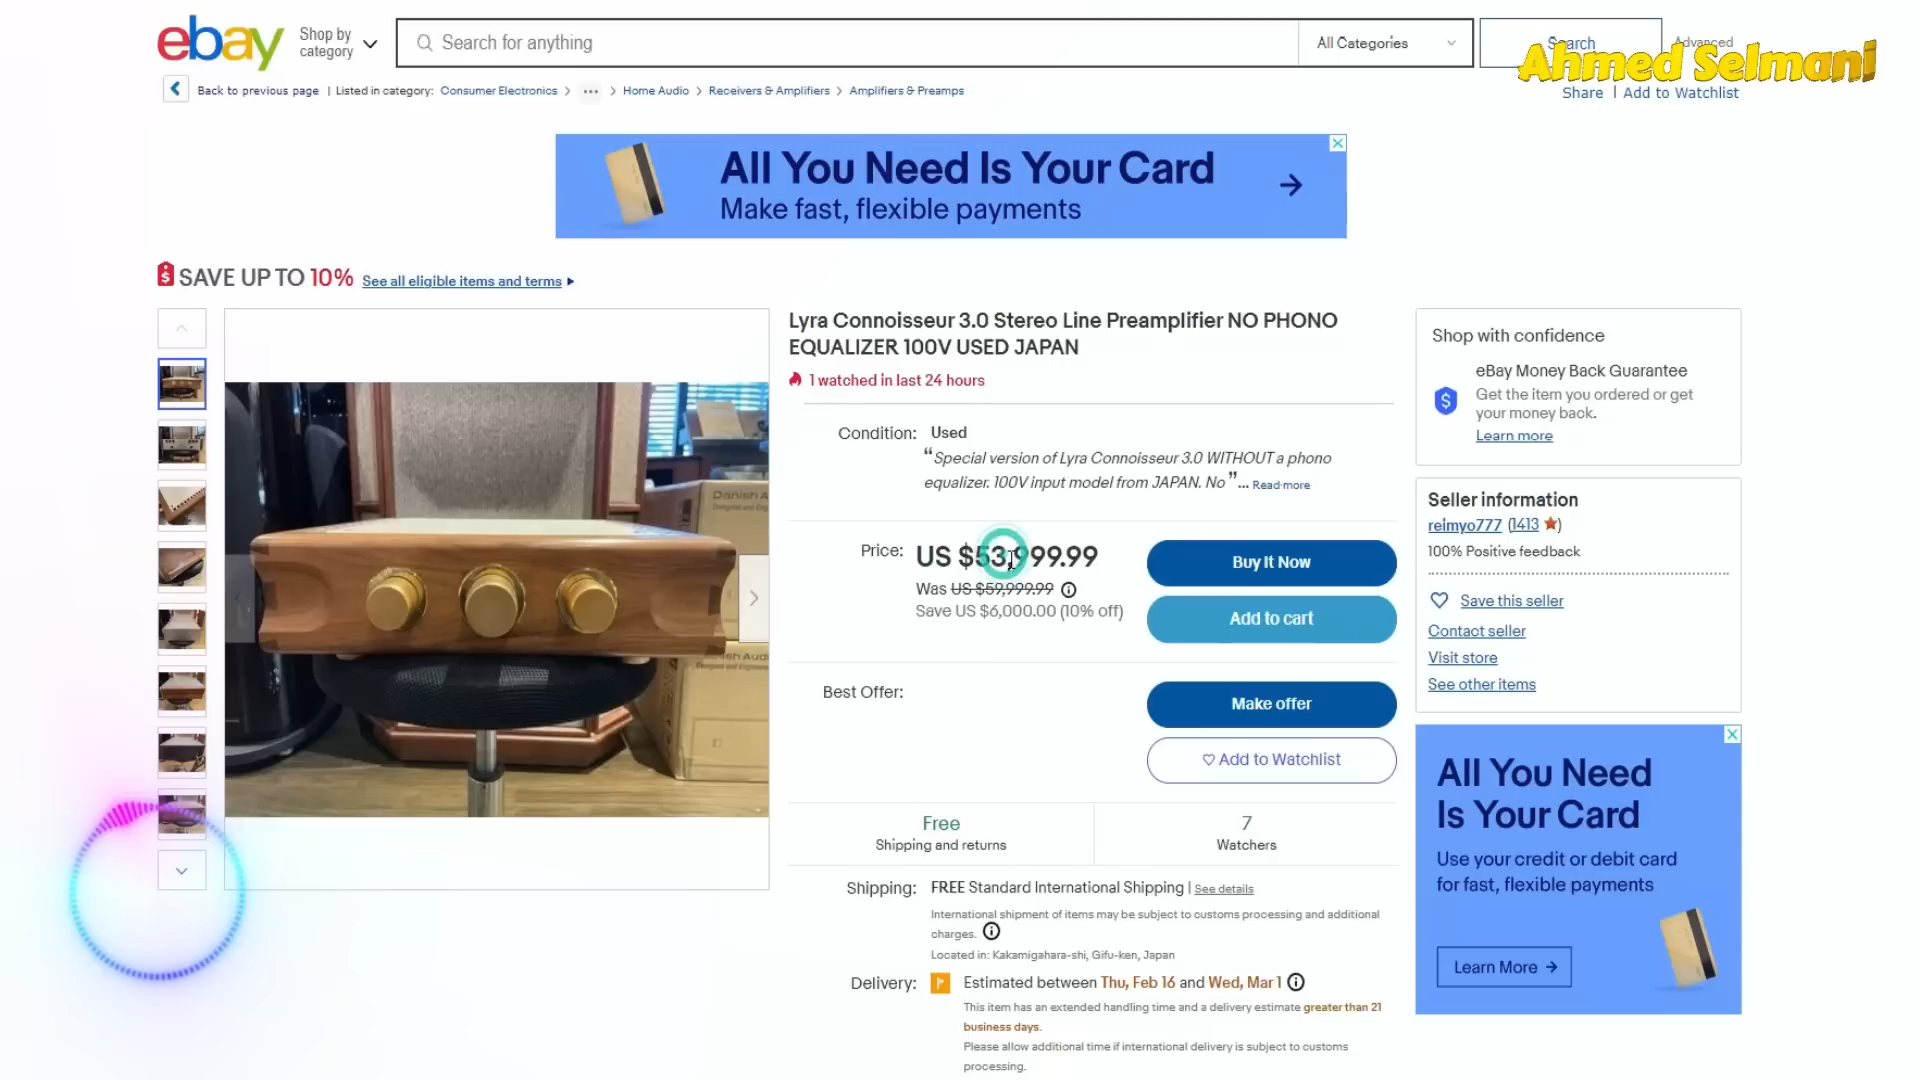 ebay
Shop by
category
Search for anything
All Categories
Search
Advanced
Ahmed Selmani
Back to previous page | Listed in category: Consumer Electronics > ··· > Home Audio > Receivers & Amplifiers > Amplifiers & Preamps
Share | Add to Watchlist
All You Need Is Your Card
Make fast, flexible payments
SAVE UP TO 10% See all eligible items and terms
Lyra Connoisseur 3.0 Stereo Line Preamplifier NO PHONO
EQUALIZER 100V USED JAPAN
1 watched in last 24 hours
Condition: Used
“Special version of Lyra Connoisseur 3.0 WITHOUT a phono
equalizer. 100V input model from JAPAN. No ”... Read more
Price: US $53,999.99
Was US $59,999.99
Save US $6,000.00 (10% off)
Buy It Now
Add to cart
Best Offer:
Make offer
Add to Watchlist
Free
Shipping and returns
7
Watchers
Shipping: FREE Standard International Shipping | See details
International shipment of items may be subject to customs processing and additional
charges.
Located in: Kakamigahara-shi, Gifu-ken, Japan
Delivery: Estimated between Thu, Feb 16 and Wed, Mar 1
This item has an extended handling time and a delivery estimate greater than 21
business days.
Please allow additional time if international delivery is subject to customs
processing.
Shop with confidence
eBay Money Back Guarantee
Get the item you ordered or get
your money back.
Learn more
Seller information
reimyo777 (1413)
100% Positive feedback
Save this seller
Contact seller
Visit store
See other items
All You Need
Is Your Card
Use your credit or debit card
for fast, flexible payments
Learn More